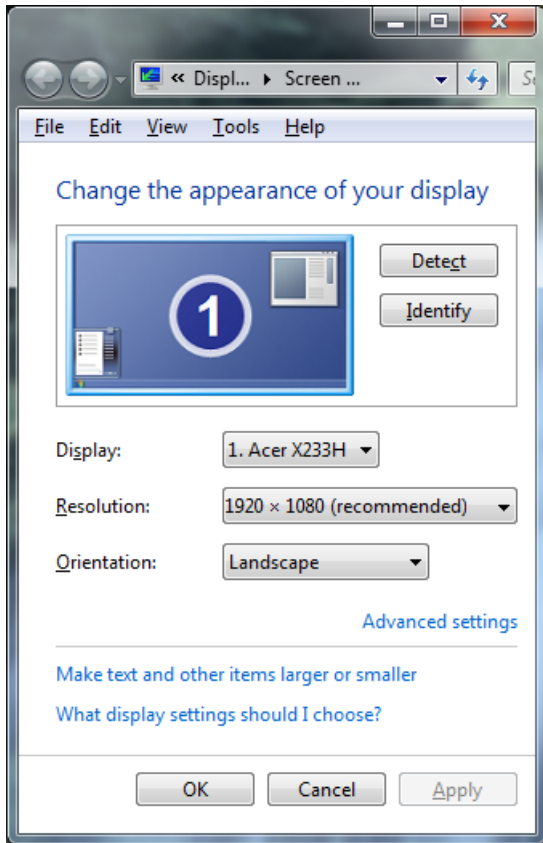 « Displ... ▸ Screen ...
File Edit View Tools Help
Change the appearance of your display
1
Detect
Identify
Display: 1. Acer X233H
Resolution: 1920 × 1080 (recommended)
Orientation: Landscape
Advanced settings
Make text and other items larger or smaller
What display settings should I choose?
OK Cancel Apply